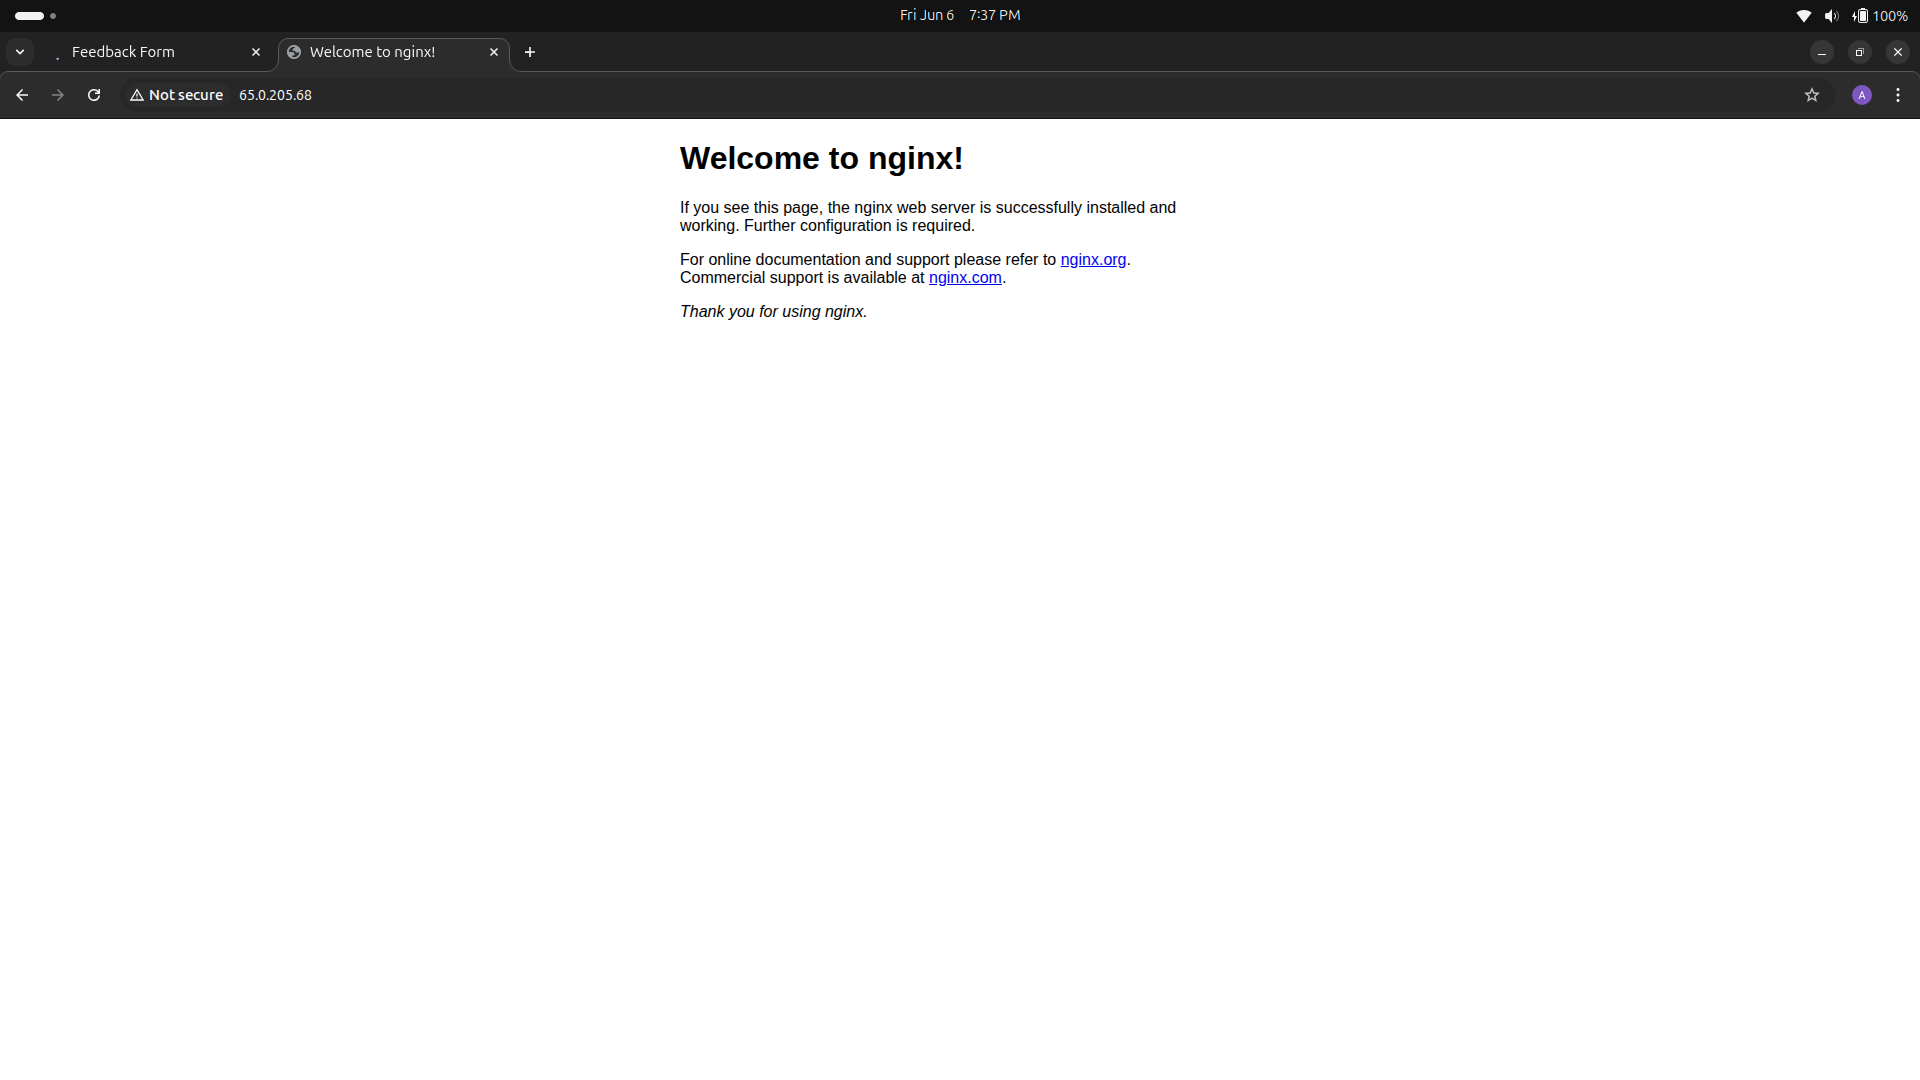 Fri Jun 6 7:37 PM
100%
Feedback Form
Welcome to nginx!
Not secure
65.0.205.68
A
Welcome to nginx!
If you see this page, the nginx web server is successfully installed and
working. Further configuration is required.
For online documentation and support please refer to nginx.org.
Commercial support is available at nginx.com.
Thank you for using nginx.